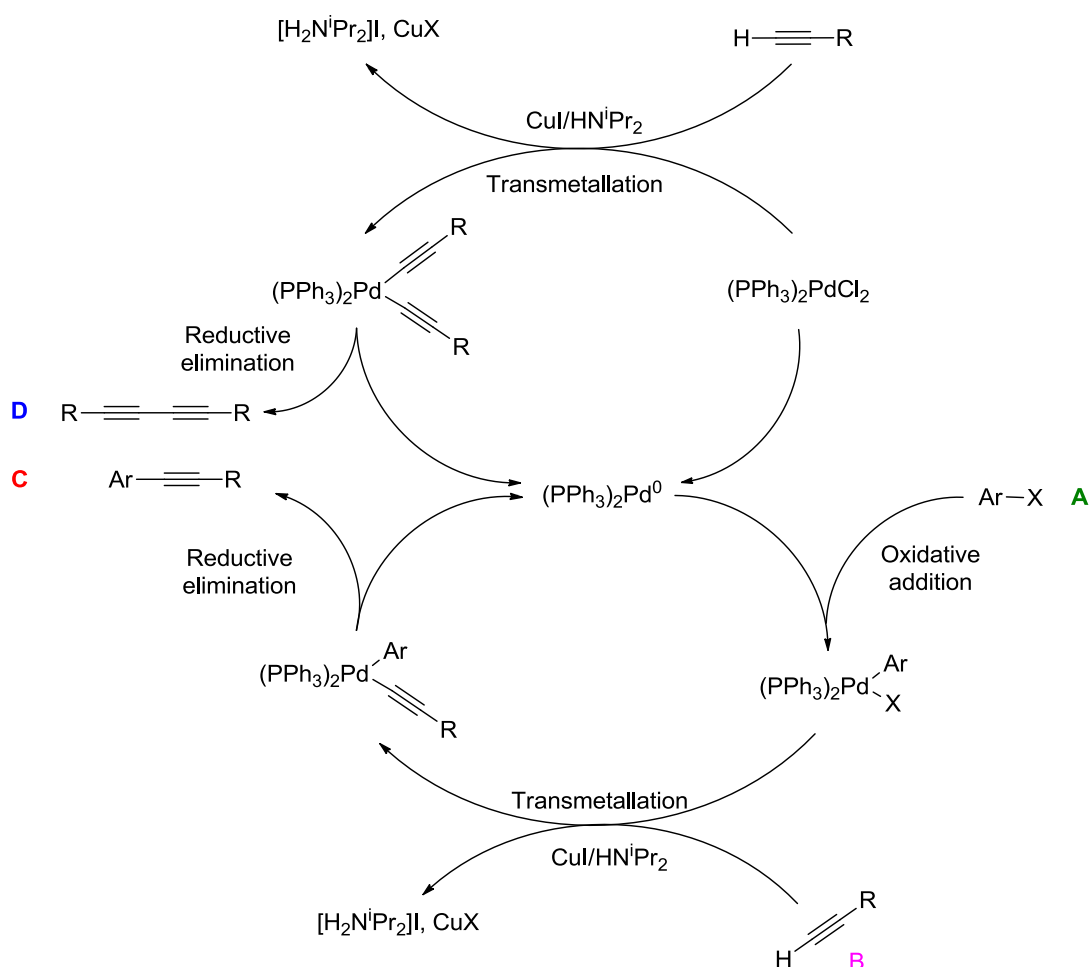 [H₂NⁱPr₂]I, CuX
H R
CuI/HNⁱPr₂
Transmetallation
R
(PPh₃)₂Pd
R
(PPh₃)₂PdCl₂
Reductive
elimination
D R R
C Ar R
(PPh₃)₂Pd⁰
Ar X A
Reductive
elimination
Oxidative
addition
Ar
(PPh₃)₂Pd
R
Ar
(PPh₃)₂Pd
X
Transmetallation
CuI/HNⁱPr₂
[H₂NⁱPr₂]I, CuX
R
H B